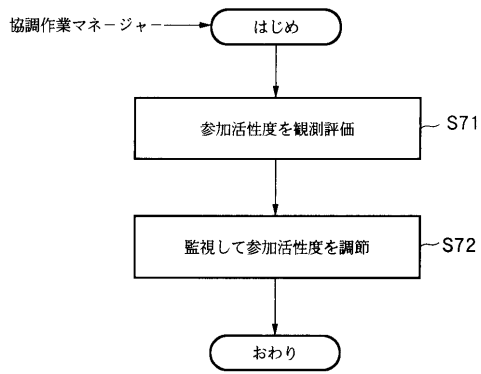 協調作業マネージャー
はじめ
参加活性度を観測評価
S71
監視して参加活性度を調節
S72
おわり